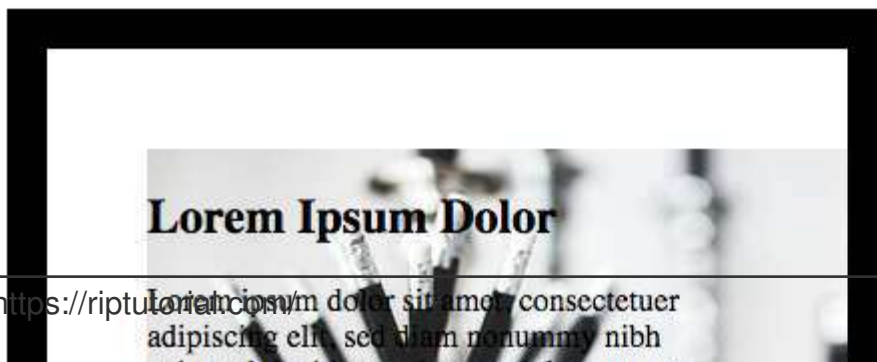 Lorem Ipsum Dolor
https://riptutorial.com/
Lorem ipsum dolor sit amet, consectetuer
adipiscing elit, sed diam nonummy nibh